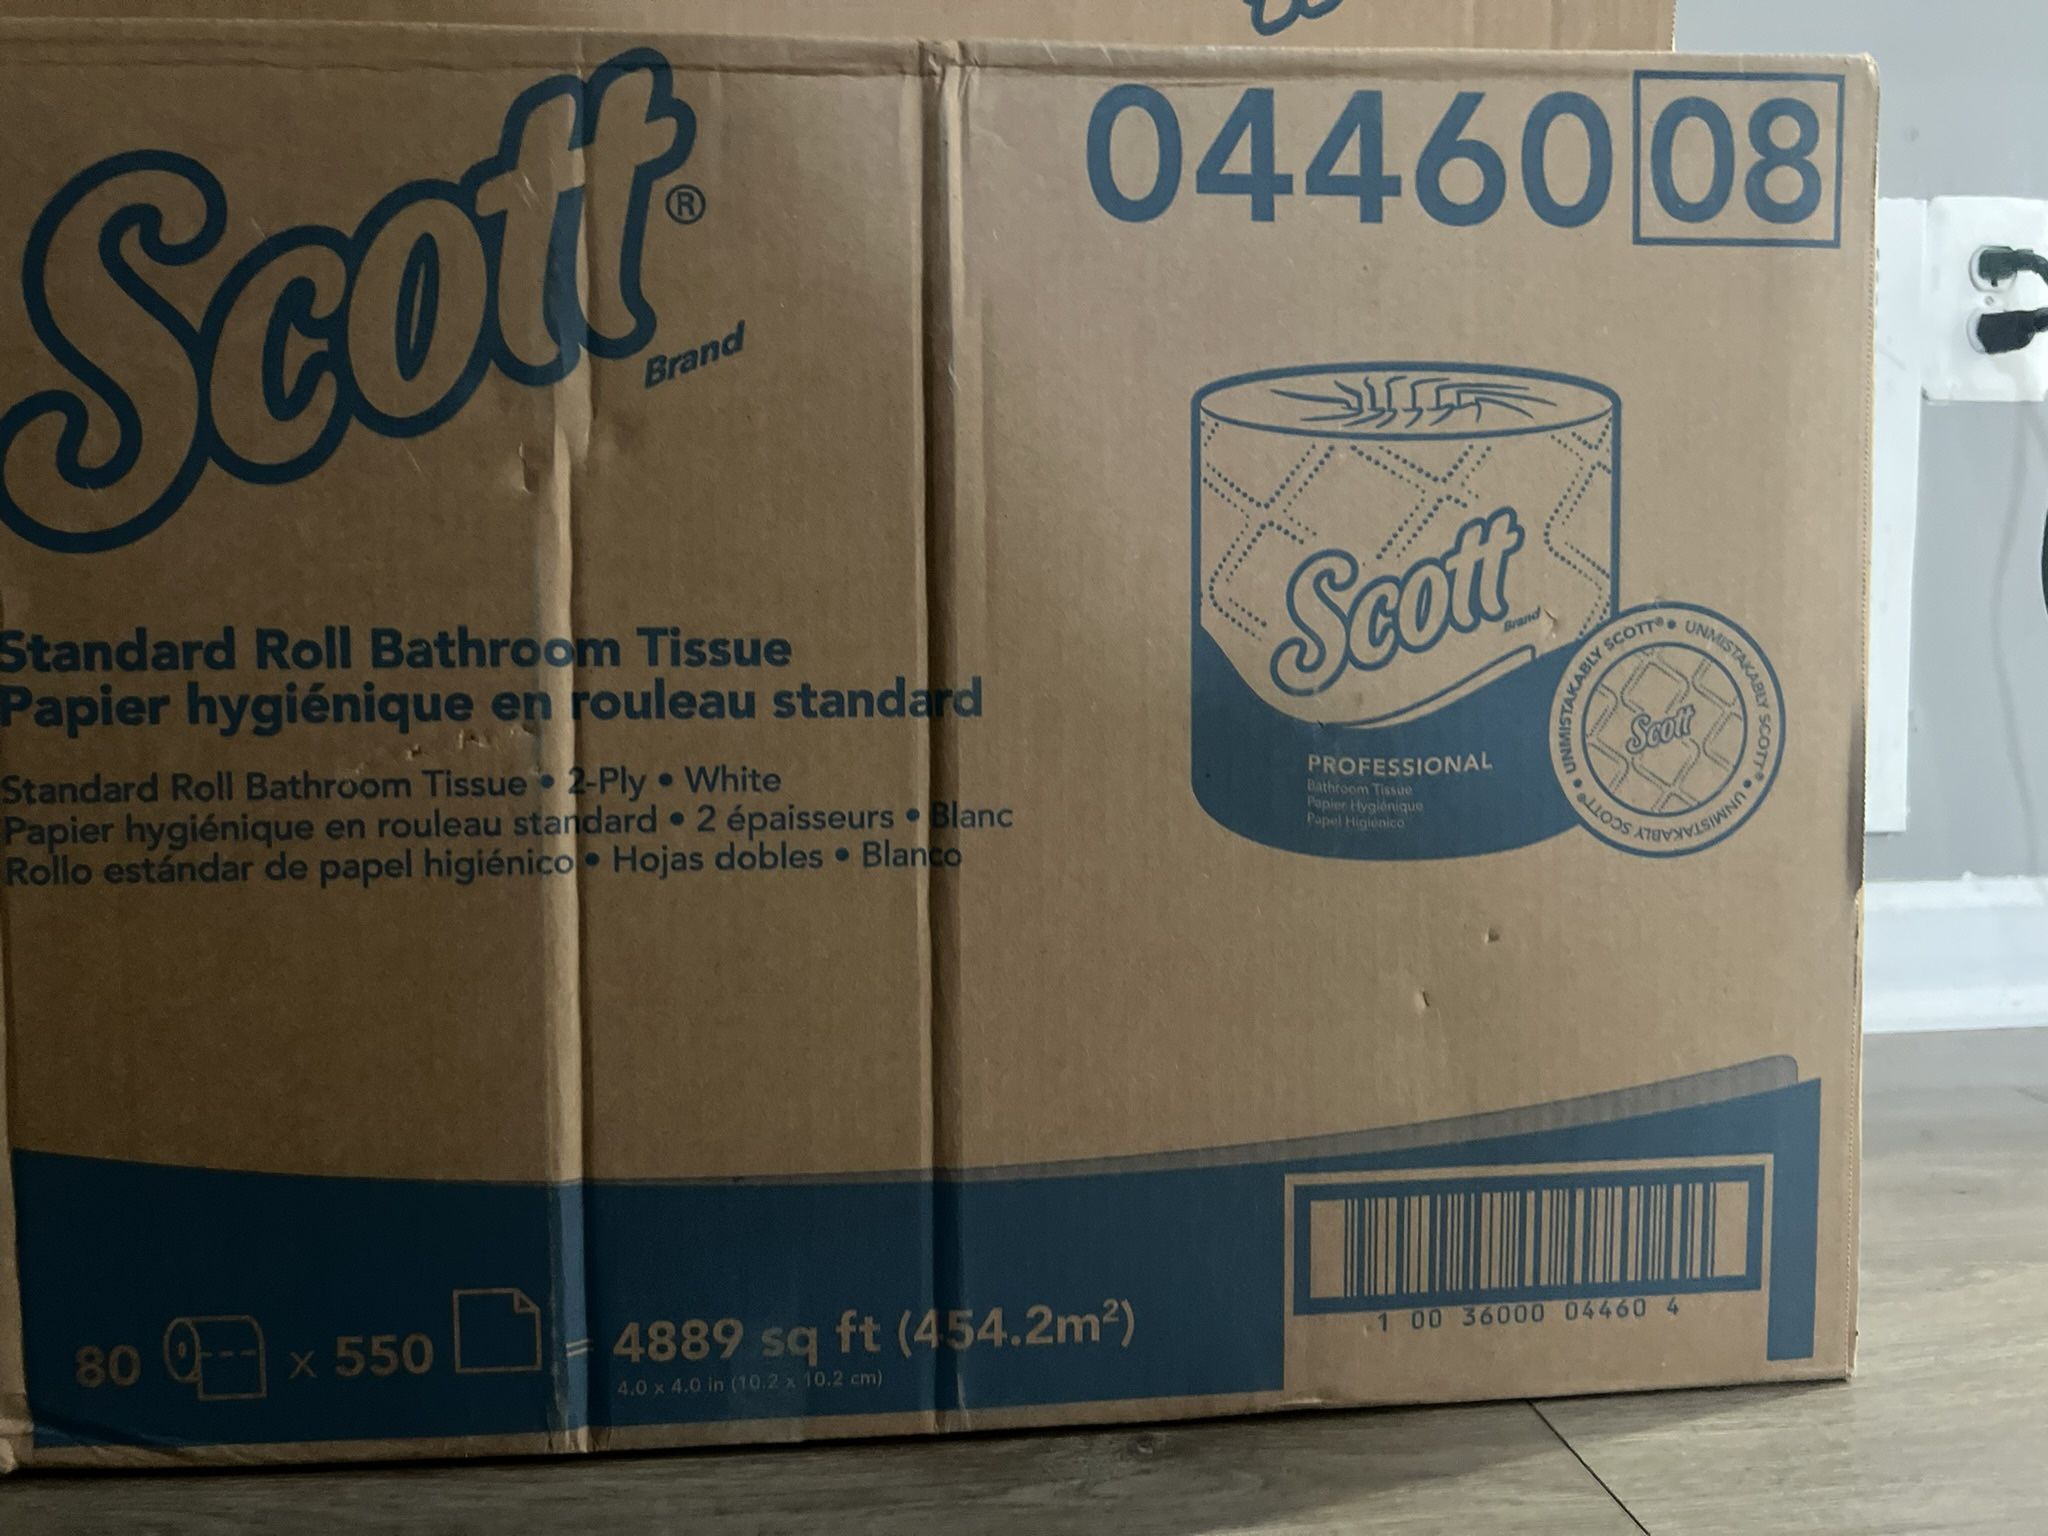 Scott®
Brand
04460 08
Standard Roll Bathroom Tissue
Papier hygiénique en rouleau standard
Standard Roll Bathroom Tissue • 2-Ply • White
Papier hygiénique en rouleau standard • 2 épaisseurs • Blanc
Rollo estándar de papel higiénico • Hojas dobles • Blanco
Scott
Brand
PROFESSIONAL
Bathroom Tissue
Papier Hygiénique
Papel Higiénico
UNMISTAKABLY SCOTT® • UNMISTAKABLY SCOTT® • UNMISTAKABLY SCOTT® •
Scott
80 x 550 = 4889 sq ft (454.2m²)
4.0 x 4.0 in (10.2 x 10.2 cm)
1 00 36000 04460 4